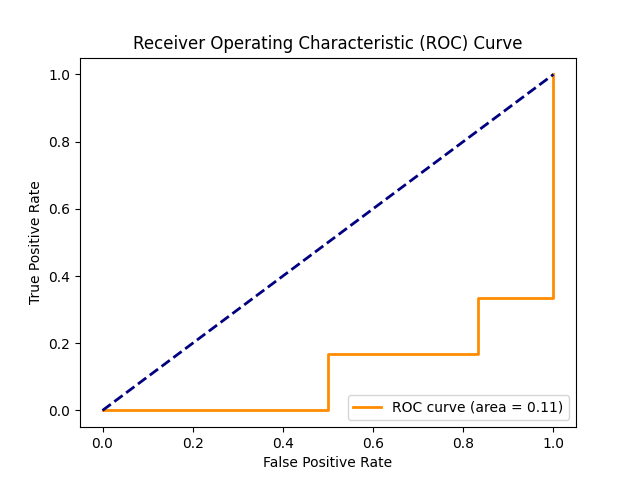 Receiver Operating Characteristic (ROC) Curve
True Positive Rate
1.0
0.8
0.6
0.4
0.2
0.0
ROC curve (area = 0.11)
0.0 0.2 0.4 0.6 0.8 1.0
False Positive Rate